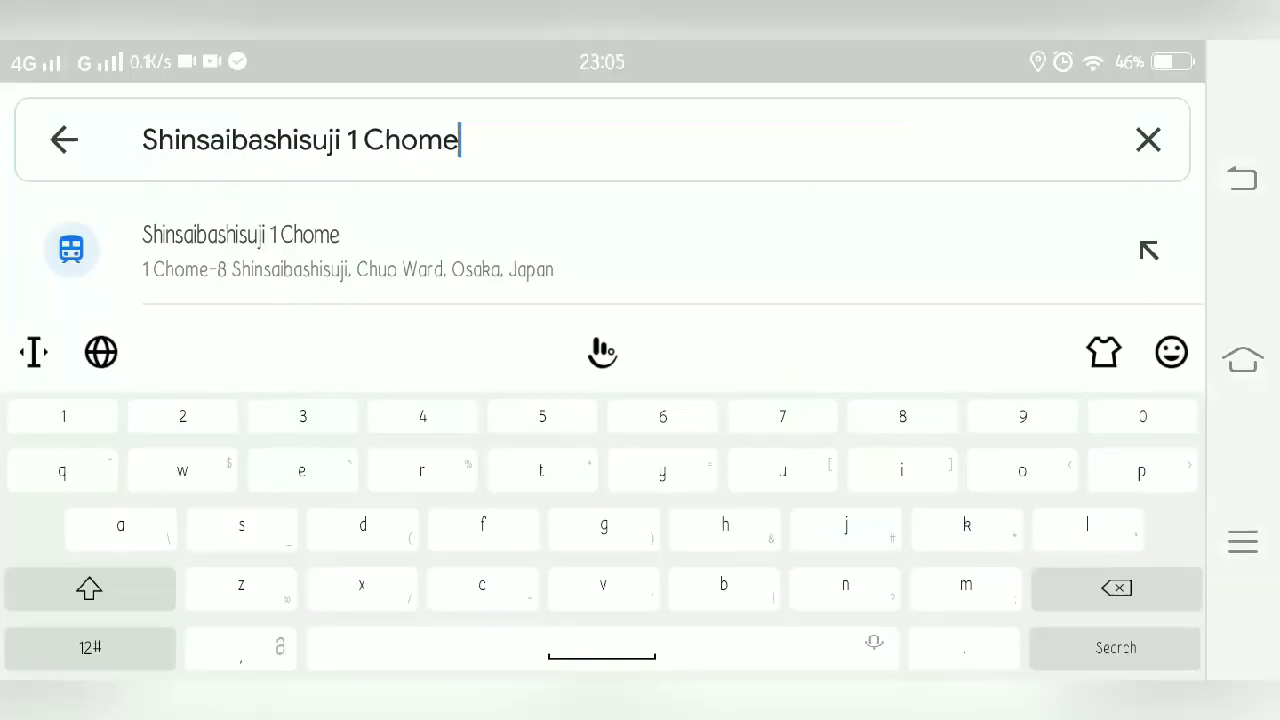 4G G 0.1K/s 23:05 46%
Shinsaibashisuji 1 Chome
Shinsaibashisuji 1 Chome
1 Chome-8 Shinsaibashisuji, Chuo Ward, Osaka, Japan
1 2 3 4 5 6 7 8 9 0
q w $ e r % t y = u [ i ] o p
a \ s _ d ( f g ) h & j # k * l
z @ x / c - v b | n ? m ;
12# , . Search